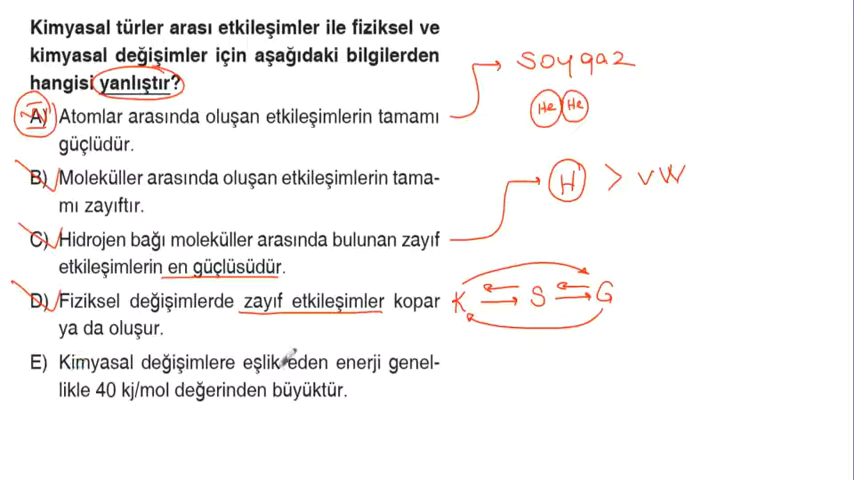 Kimyasal türler arası etkileşimler ile fiziksel ve
kimyasal değişimler için aşağıdaki bilgilerden
hangisi yanlıştır?
A) Atomlar arasında oluşan etkileşimlerin tamamı
güçlüdür.
B) Moleküller arasında oluşan etkileşimlerin tama-
mı zayıftır.
C) Hidrojen bağı moleküller arasında bulunan zayıf
etkileşimlerin en güçlüsüdür.
D) Fiziksel değişimlerde zayıf etkileşimler kopar
ya da oluşur.
E) Kimyasal değişimlere eşlik eden enerji genel-
likle 40 kj/mol değerinden büyüktür.
soygaz
He He
H > VW
K S G